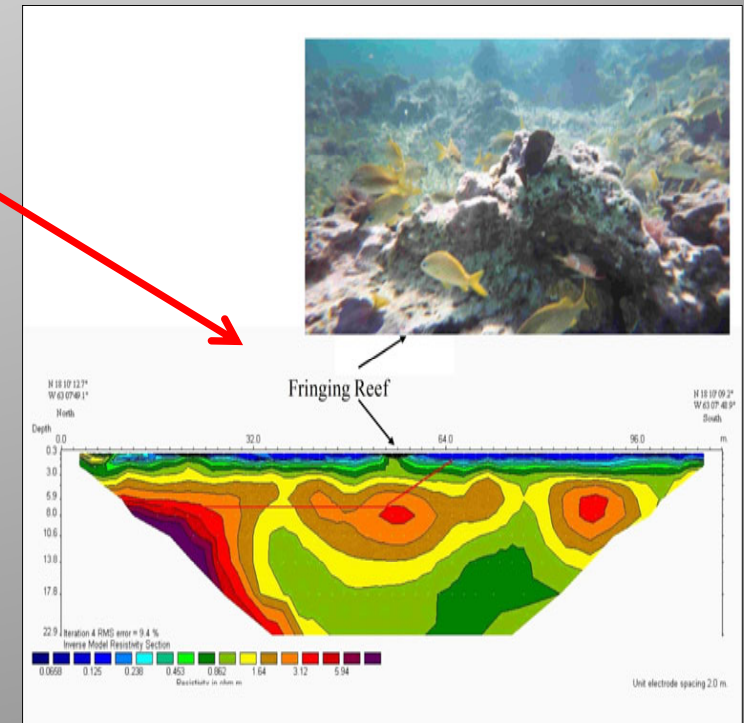 Fringing Reef
N 18 10' 12.7"
W 63 07' 49.1"
North
N 18 10' 09.2"
W 63 07' 48.9"
South
Depth
0.0
32.0
64.0
96.0
m.
0.3
3.0
5.9
8.0
10.6
13.8
17.8
22.9
Iteration 4 RMS error = 9.4 %
Inverse Model Resistivity Section
0.0658
0.125
0.238
0.453
0.862
1.64
3.12
5.94
Resistivity in ohm.m
Unit electrode spacing 2.0 m.